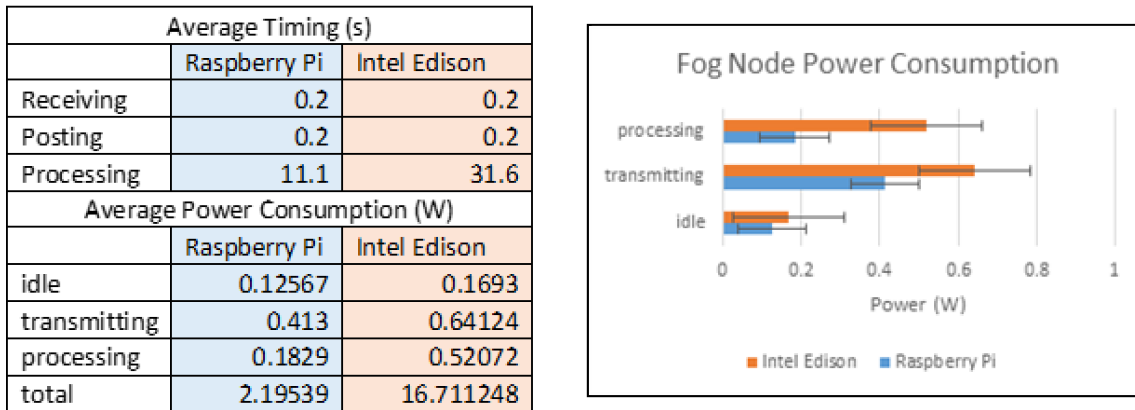 Average Timing (s)
Raspberry Pi Intel Edison
Receiving 0.2 0.2
Posting 0.2 0.2
Processing 11.1 31.6
Average Power Consumption (W)
Raspberry Pi Intel Edison
idle 0.12567 0.1693
transmitting 0.413 0.64124
processing 0.1829 0.52072
total 2.19539 16.711248
Fog Node Power Consumption
processing
transmitting
idle
0 0.2 0.4 0.6 0.8 1
Power (W)
Intel Edison Raspberry Pi